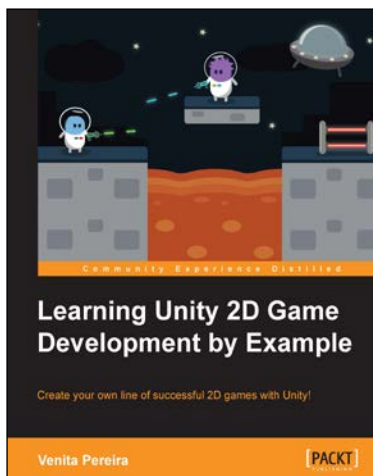 Community Experience Distilled
Learning Unity 2D Game
Development by Example
Create your own line of successful 2D games with Unity!
Venita Pereira
[PACKT]
PUBLISHING